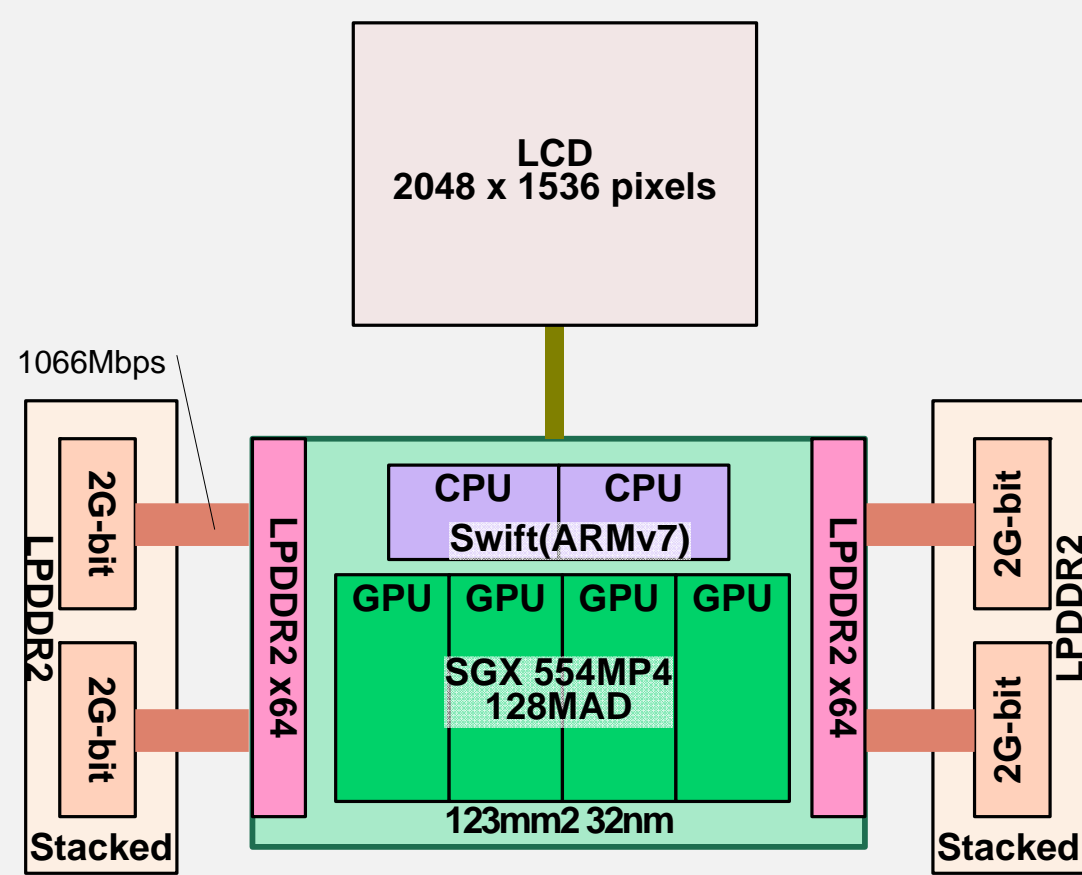 LCD
2048 x 1536 pixels
1066Mbps
LPDDR2
2G-bit
2G-bit
Stacked
LPDDR2 x64
CPU
CPU
Swift(ARMv7)
GPU
GPU
GPU
GPU
SGX 554MP4
128MAD
123mm2 32nm
LPDDR2 x64
2G-bit
2G-bit
LPDDR2
Stacked